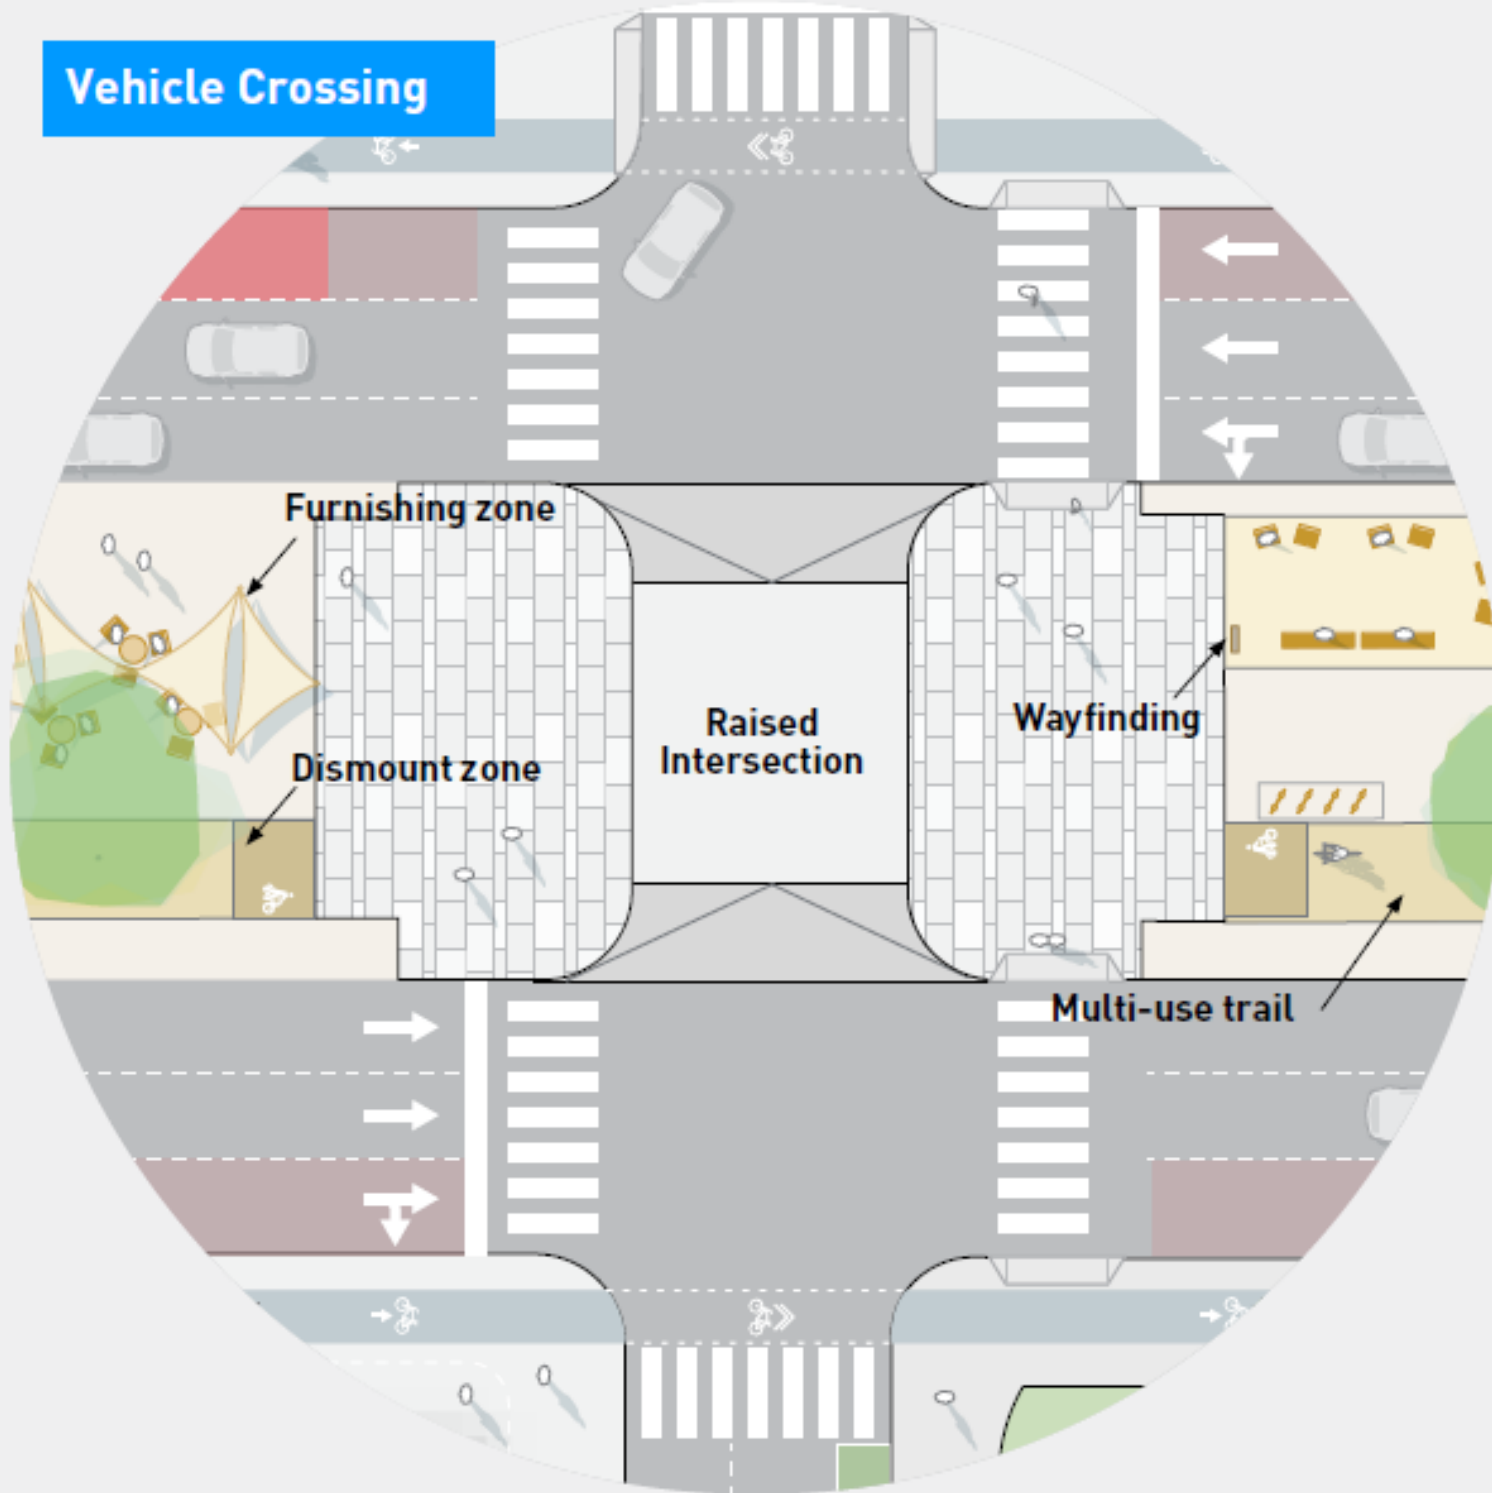 Vehicle Crossing
Furnishing zone
Raised
Intersection
Wayfinding
Dismount zone
Multi-use trail